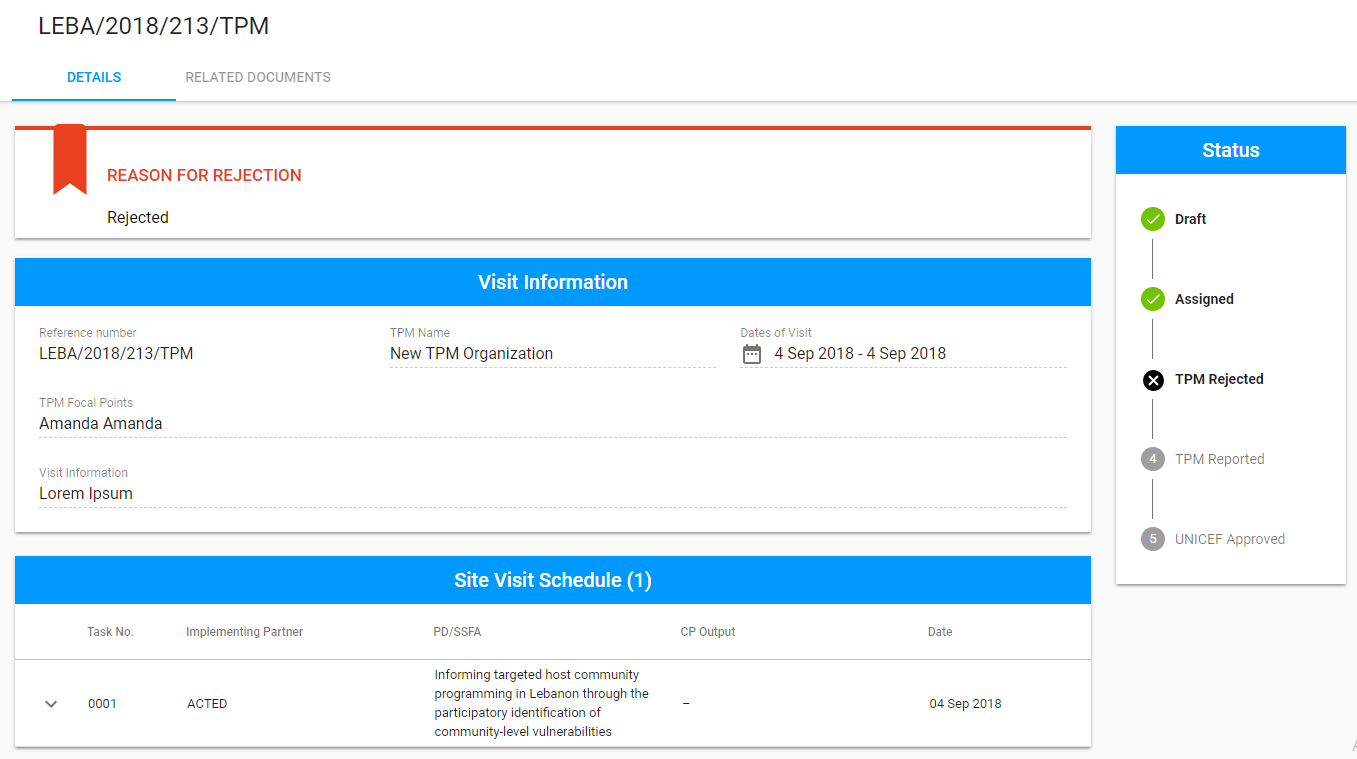 LEBA/2018/213/TPM
DETAILS
RELATED DOCUMENTS
REASON FOR REJECTION
Rejected
Visit Information
Reference number
LEBA/2018/213/TPM
TPM Name
New TPM Organization
Dates of Visit
4 Sep 2018 - 4 Sep 2018
TPM Focal Points
Amanda Amanda
Visit Information
Lorem Ipsum
Site Visit Schedule (1)
Task No.
Implementing Partner
PD/SSFA
CP Output
Date
0001
ACTED
Informing targeted host community
programming in Lebanon through the
participatory identification of
community-level vulnerabilities
–
04 Sep 2018
Status
Draft
Assigned
TPM Rejected
4 TPM Reported
5 UNICEF Approved